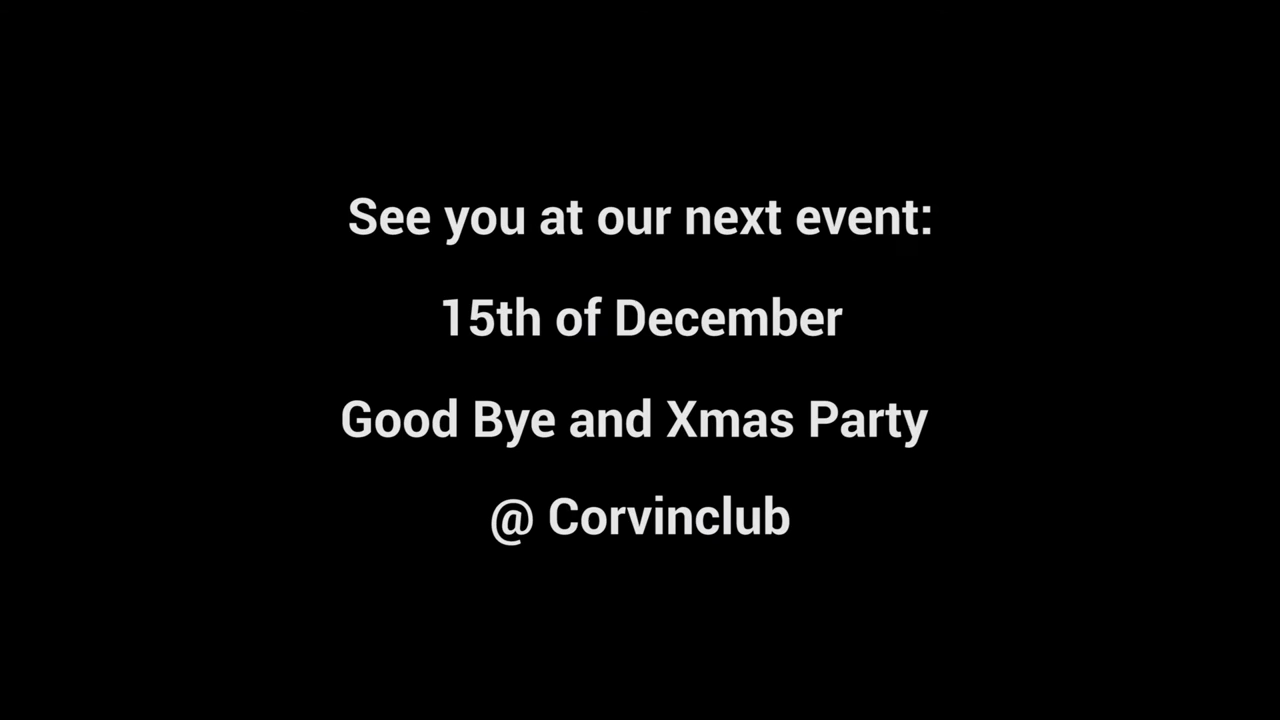 See you at our next event:
15th of December
Good Bye and Xmas Party
@ Corvinclub